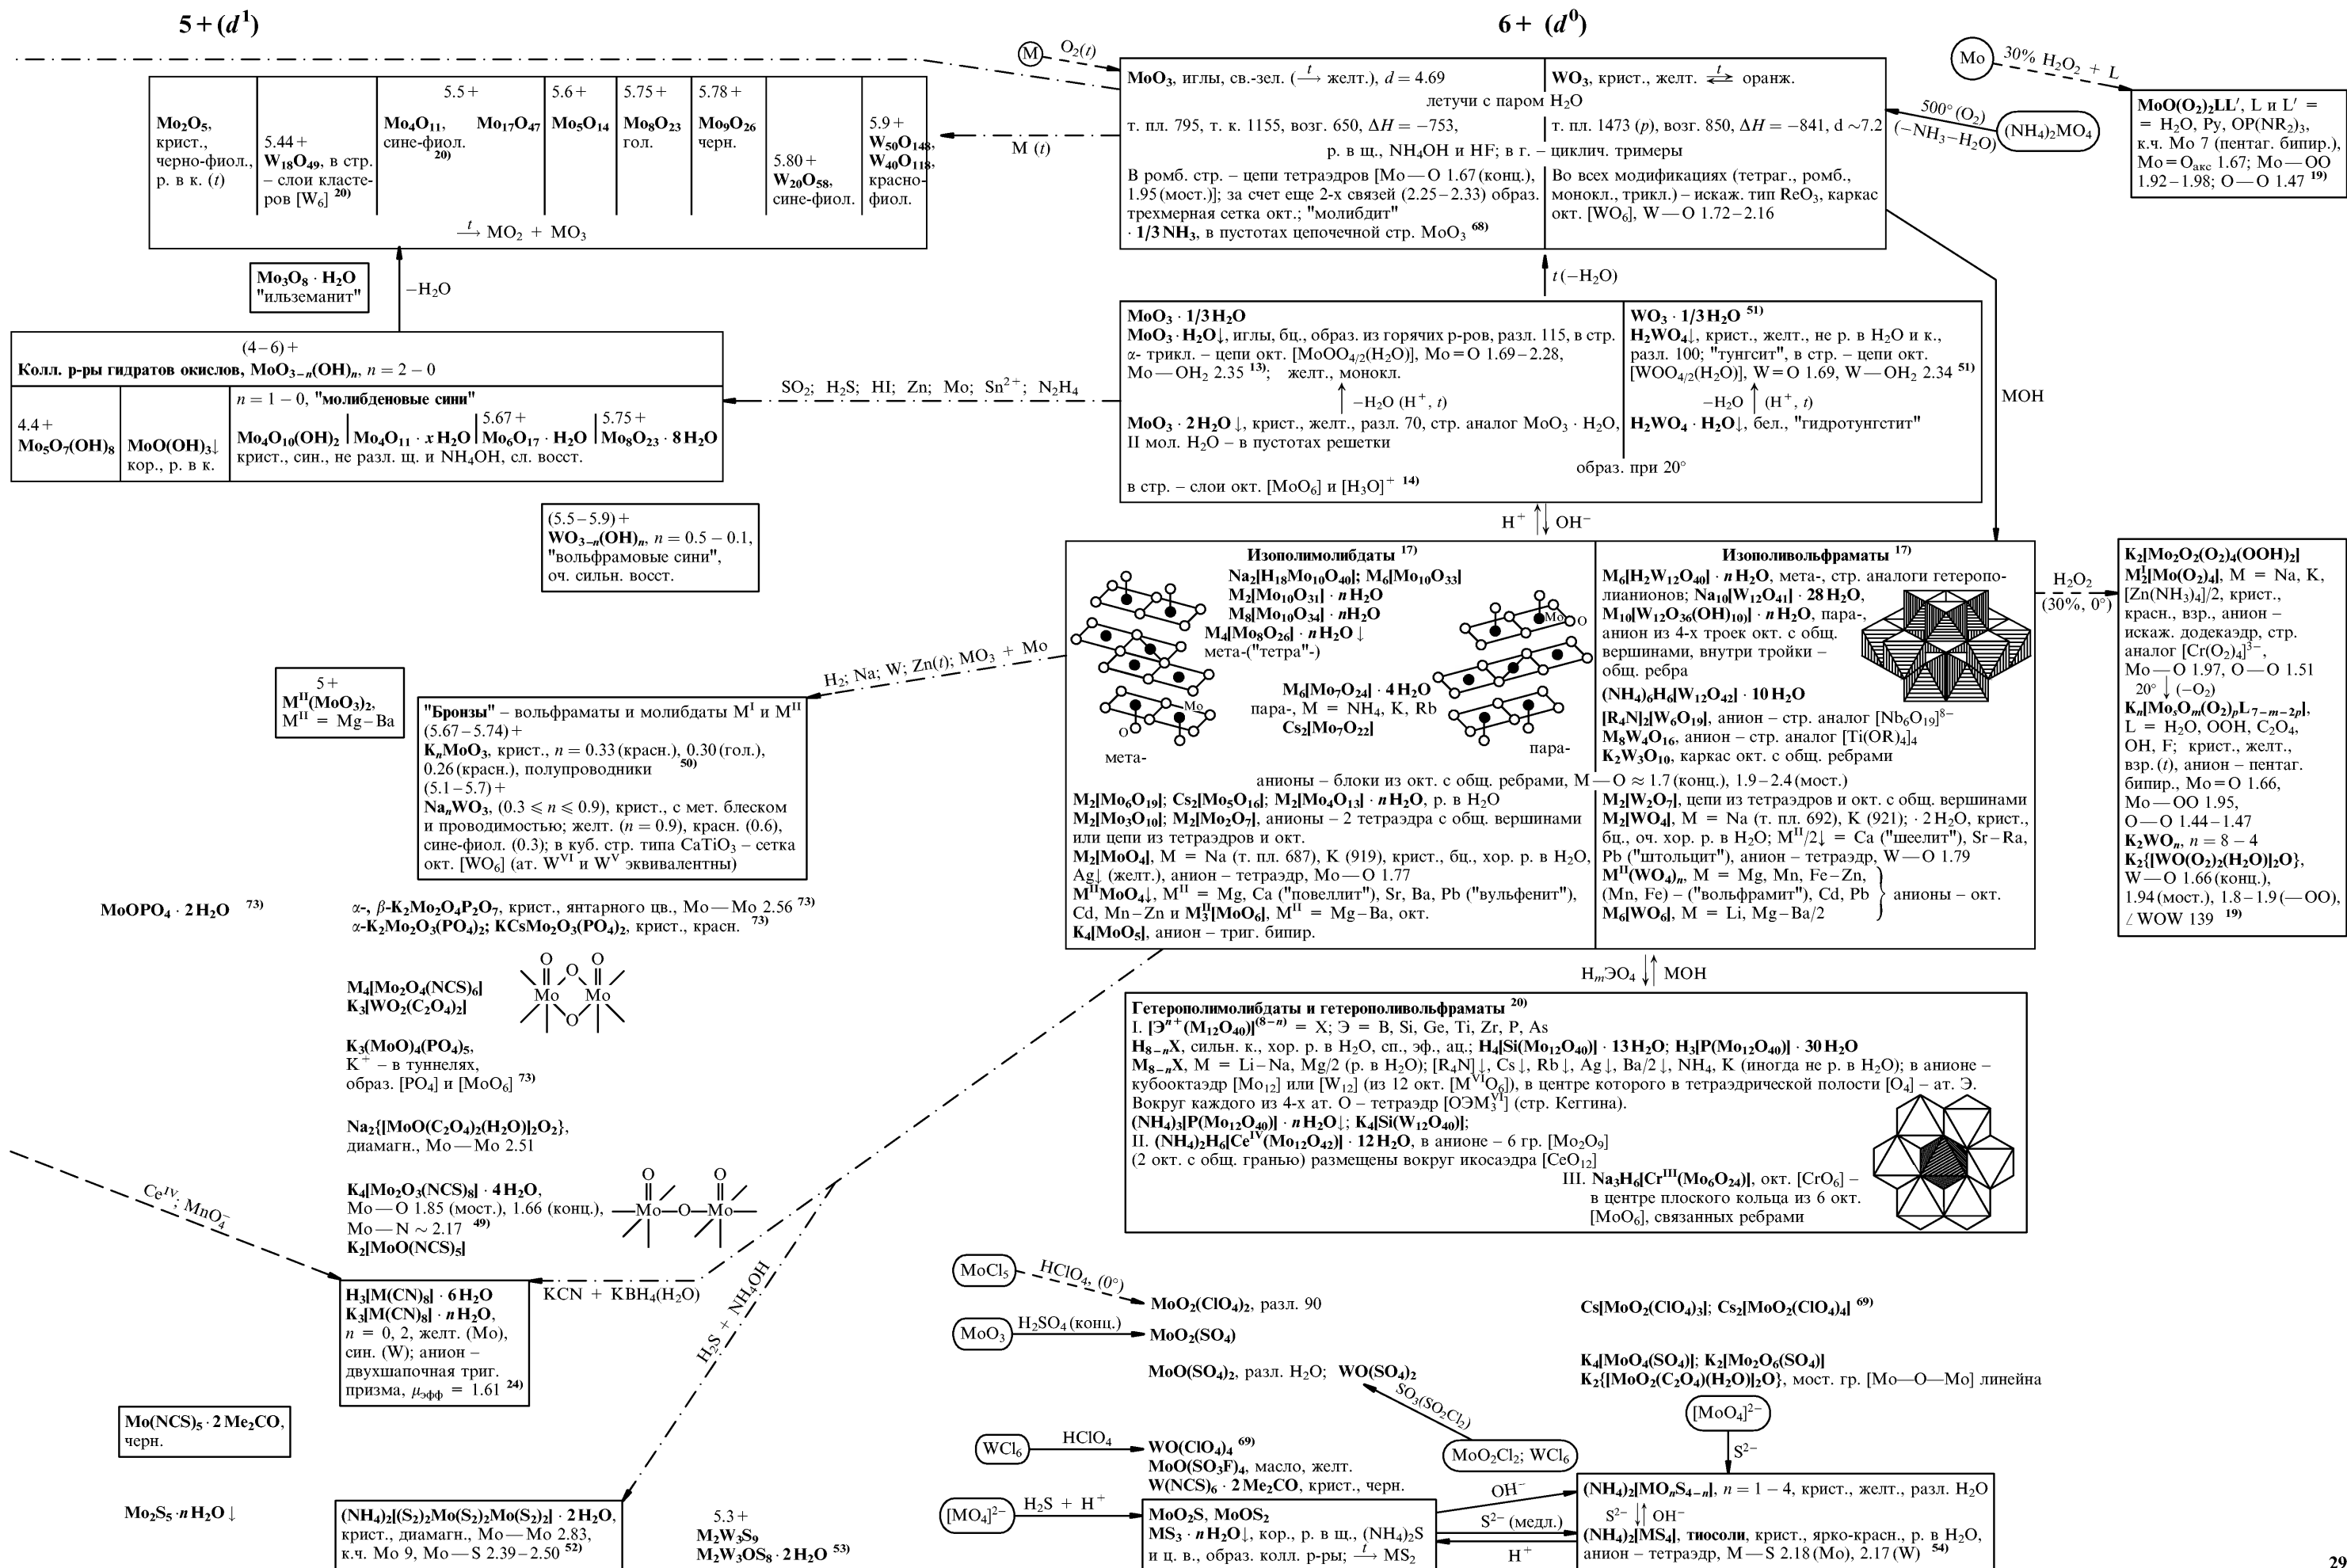 5+ (d¹)
6+ (d⁰)
M
O₂(t)
Mo
30% H₂O₂ + L
Mo₂O₅,
крист.,
черно-фиол.,
р. в к. (t)
5.44+
W₁₈O₄₉, в стр.
– слои класте-
ров [W₆] ²⁰⁾
5.5+
Mo₄O₁₁, Mo₁₇O₄₇
сине-фиол.
²⁰⁾
5.6+
Mo₅O₁₄
5.75+
Mo₈O₂₃
гол.
5.78+
Mo₉O₂₆
черн.
5.80+
W₂₀O₅₈,
сине-фиол.
5.9+
W₅₀O₁₄₈,
W₄₀O₁₁₈,
красно-
фиол.
—t→ MO₂ + MO₃
M (t)
MoO₃, иглы, св.-зел. (—t→ желт.), d = 4.69
WO₃, крист., желт. ⇄ᵗ оранж.
летучи с паром H₂O
т. пл. 795, т. к. 1155, возг. 650, ΔH = −753,
т. пл. 1473 (p), возг. 850, ΔH = −841, d ~7.2
р. в щ., NH₄OH и HF; в г. – циклич. тримеры
В ромб. стр. – цепи тетраэдров [Mo—O 1.67 (конц.),
1.95 (мост.)]; за счет еще 2-х связей (2.25–2.33) образ.
трехмерная сетка окт.; "молибдит"
· 1/3 NH₃, в пустотах цепочечной стр. MoO₃ ⁶⁸⁾
Во всех модификациях (тетраг., ромб.,
монокл., трикл.) – искаж. тип ReO₃, каркас
окт. [WO₆], W—O 1.72–2.16
500° (O₂)
(−NH₃−H₂O)
(NH₄)₂MO₄
MoO(O₂)₂LL′, L и L′ =
= H₂O, Py, OP(NR₂)₃,
к.ч. Mo 7 (пентаг. бипир.),
Mo=Oакс 1.67; Mo—OO
1.92–1.98; O—O 1.47 ¹⁹⁾
Mo₃O₈ · H₂O
"ильземанит"
−H₂O
t (−H₂O)
(4–6)+
Колл. р-ры гидратов окислов, MoO₃₋ₙ(OH)ₙ, n = 2 – 0
4.4+
Mo₅O₇(OH)₈
MoO(OH)₃↓
кор., р. в к.
n = 1 – 0, "молибденовые сини"
5.67+ 5.75+
Mo₄O₁₀(OH)₂ | Mo₄O₁₁ · x H₂O | Mo₆O₁₇ · H₂O | Mo₈O₂₃ · 8 H₂O
крист., син., не разл. щ. и NH₄OH, сл. восст.
SO₂; H₂S; HI; Zn; Mo; Sn²⁺; N₂H₄
MoO₃ · 1/3 H₂O
MoO₃ · H₂O↓, иглы, бц., образ. из горячих р-ров, разл. 115, в стр.
α- трикл. – цепи окт. [MoOO₄/₂(H₂O)], Mo=O 1.69–2.28,
Mo—OH₂ 2.35 ¹³⁾; желт., монокл.
↑ −H₂O (H⁺, t)
MoO₃ · 2 H₂O ↓, крист., желт., разл. 70, стр. аналог MoO₃ · H₂O,
II мол. H₂O – в пустотах решетки
WO₃ · 1/3 H₂O ⁵¹⁾
H₂WO₄↓, крист., желт., не р. в H₂O и к.,
разл. 100; "тунгсит", в стр. – цепи окт.
[WOO₄/₂(H₂O)], W=O 1.69, W—OH₂ 2.34 ⁵¹⁾
−H₂O ↑ (H⁺, t)
H₂WO₄ · H₂O↓, бел., "гидротунгстит"
образ. при 20°
в стр. – слои окт. [MoO₆] и [H₃O]⁺ ¹⁴⁾
MOH
(5.5–5.9)+
WO₃₋ₙ(OH)ₙ, n = 0.5 – 0.1,
"вольфрамовые сини",
оч. сильн. восст.
H⁺ ↑↓ OH⁻
Изополимолибдаты ¹⁷⁾
Na₂[H₁₈Mo₁₀O₄₀]; M₆[Mo₁₀O₃₃]
M₂[Mo₁₀O₃₁] · n H₂O
M₈[Mo₁₀O₃₄] · nH₂O
M₄[Mo₈O₂₆] · n H₂O ↓
мета-("тетра"-)
Mo O
M₆[Mo₇O₂₄] · 4 H₂O
пара-, M = NH₄, K, Rb
Cs₂[Mo₇O₂₂]
Mo
O
мета-
пара-
Изополивольфраматы ¹⁷⁾
M₆[H₂W₁₂O₄₀] · n H₂O, мета-, стр. аналоги гетеропо-
лианионов; Na₁₀[W₁₂O₄₁] · 28 H₂O,
M₁₀[W₁₂O₃₆(OH)₁₀)] · n H₂O, пара-,
анион из 4-х троек окт. с общ.
вершинами, внутри тройки –
общ. ребра
(NH₄)₆H₆[W₁₂O₄₂] · 10 H₂O
[R₄N]₂[W₆O₁₉], анион – стр. аналог [Nb₆O₁₉]⁸⁻
M₈W₄O₁₆, анион – стр. аналог [Ti(OR)₄]₄
K₂W₃O₁₀, каркас окт. с общ. ребрами
анионы – блоки из окт. с общ. ребрами, M—O ≈ 1.7 (конц.), 1.9–2.4 (мост.)
M₂[Mo₆O₁₉]; Cs₂[Mo₅O₁₆]; M₂[Mo₄O₁₃] · n H₂O, р. в H₂O
M₂[Mo₃O₁₀]; M₂[Mo₂O₇], анионы – 2 тетраэдра с общ. вершинами
или цепи из тетраэдров и окт.
M₂[MoO₄], M = Na (т. пл. 687), K (919), крист., бц., хор. р. в H₂O,
Ag↓ (желт.), анион – тетраэдр, Mo—O 1.77
MᴵᴵMoO₄↓, Mᴵᴵ = Mg, Ca ("повеллит"), Sr, Ba, Pb ("вульфенит"),
Cd, Mn–Zn и M₃ᴵᴵ[MoO₆], Mᴵᴵ = Mg–Ba, окт.
K₄[MoO₅], анион – триг. бипир.
M₂[W₂O₇], цепи из тетраэдров и окт. с общ. вершинами
M₂[WO₄], M = Na (т. пл. 692), K (921); · 2 H₂O, крист.,
бц., оч. хор. р. в H₂O; Mᴵᴵ/2↓ = Ca ("шеелит"), Sr–Ra,
Pb ("штольцит"), анион – тетраэдр, W—O 1.79
Mᴵᴵ(WO₄)ₙ, M = Mg, Mn, Fe–Zn,
(Mn, Fe) – ("вольфрамит"), Cd, Pb } анионы – окт.
M₆[WO₆], M = Li, Mg–Ba/2
H₂O₂
(30%, 0°)
K₂[Mo₂O₂(O₂)₄(OOH)₂]
M₂ᴵ[Mo(O₂)₄], M = Na, K,
[Zn(NH₃)₄]/2, крист.,
красн., взр., анион –
искаж. додекаэдр, стр.
аналог [Cr(O₂)₄]³⁻,
Mo—O 1.97, O—O 1.51
20° ↓ (−O₂)
Kₙ[MoₛOₘ(O₂)ₚL₇₋ₘ₋₂ₚ],
L = H₂O, OOH, C₂O₄,
OH, F; крист., желт.,
взр. (t), анион – пентаг.
бипир., Mo=O 1.66,
Mo—OO 1.95,
O—O 1.44–1.47
K₂WOₙ, n = 8 – 4
K₂{[WO(O₂)₂(H₂O)]₂O},
W—O 1.66 (конц.),
1.94 (мост.), 1.8–1.9 (—OO),
∠ WOW 139 ¹⁹⁾
H₂; Na; W; Zn(t); MO₃ + Mo
5+
Mᴵᴵ(MoO₃)₂,
Mᴵᴵ = Mg–Ba
"Бронзы" – вольфраматы и молибдаты Mᴵ и Mᴵᴵ
(5.67–5.74)+
KₙMoO₃, крист., n = 0.33 (красн.), 0.30 (гол.),
0.26 (красн.), полупроводники ⁵⁰⁾
(5.1–5.7)+
NaₙWO₃, (0.3 ⩽ n ⩽ 0.9), крист., с мет. блеском
и проводимостью; желт. (n = 0.9), красн. (0.6),
сине-фиол. (0.3); в куб. стр. типа CaTiO₃ – сетка
окт. [WO₆] (ат. Wⱽᴵ и Wⱽ эквивалентны)
MoOPO₄ · 2 H₂O ⁷³⁾
α-, β-K₂Mo₂O₄P₂O₇, крист., янтарного цв., Mo—Mo 2.56 ⁷³⁾
α-K₂Mo₂O₃(PO₄)₂; KCsMo₂O₃(PO₄)₂, крист., красн. ⁷³⁾
M₄[Mo₂O₄(NCS)₆]
K₃[WO₂(C₂O₄)₂]
O O O
Mo Mo
O
K₃(MoO)₄(PO₄)₅,
K⁺ – в туннелях,
образ. [PO₄] и [MoO₆] ⁷³⁾
Na₂{[MoO(C₂O₄)₂(H₂O)]₂O₂},
диамагн., Mo—Mo 2.51
K₄[Mo₂O₃(NCS)₈] · 4 H₂O,
Mo—O 1.85 (мост.), 1.66 (конц.),
Mo—N ~ 2.17 ⁴⁹⁾
K₂[MoO(NCS)₅]
O O
Mo—O—Mo
HₘЭO₄ ↓↑ MOH
Гетерополимолибдаты и гетерополивольфраматы ²⁰⁾
I. [Эⁿ⁺(M₁₂O₄₀)]⁽⁸⁻ⁿ⁾ = X; Э = B, Si, Ge, Ti, Zr, P, As
H₈₋ₙX, сильн. к., хор. р. в H₂O, сп., эф., ац.; H₄[Si(Mo₁₂O₄₀)] · 13 H₂O; H₃[P(Mo₁₂O₄₀)] · 30 H₂O
M₈₋ₙX, M = Li–Na, Mg/2 (р. в H₂O); [R₄N]↓, Cs↓, Rb↓, Ag↓, Ba/2↓, NH₄, K (иногда не р. в H₂O); в анионе –
кубооктаэдр [Mo₁₂] или [W₁₂] (из 12 окт. [MⱽᴵO₆]), в центре которого в тетраэдрической полости [O₄] – ат. Э.
Вокруг каждого из 4-х ат. O – тетраэдр [OЭM₃ⱽᴵ] (стр. Кеггина).
(NH₄)₃[P(Mo₁₂O₄₀)] · n H₂O↓; K₄[Si(W₁₂O₄₀)];
II. (NH₄)₂H₆[Ceᴵⱽ(Mo₁₂O₄₂)] · 12 H₂O, в анионе – 6 гр. [Mo₂O₉]
(2 окт. с общ. гранью) размещены вокруг икосаэдра [CeO₁₂]
III. Na₃H₆[Crᴵᴵᴵ(Mo₆O₂₄)], окт. [CrO₆] –
в центре плоского кольца из 6 окт.
[MoO₆], связанных ребрами
Ceᴵⱽ; MnO₄⁻
KCN + KBH₄(H₂O)
H₂S + NH₄OH
H₃[M(CN)₈] · 6 H₂O
K₃[M(CN)₈] · n H₂O,
n = 0, 2, желт. (Mo),
син. (W); анион –
двухшапочная триг.
призма, μэфф = 1.61 ²⁴⁾
MoCl₅
HClO₄, (0°)
MoO₂(ClO₄)₂, разл. 90
Cs[MoO₂(ClO₄)₃]; Cs₂[MoO₂(ClO₄)₄] ⁶⁹⁾
MoO₃
H₂SO₄ (конц.)
MoO₂(SO₄)
MoO(SO₄)₂, разл. H₂O; WO(SO₄)₂
K₄[MoO₄(SO₄)]; K₂[Mo₂O₆(SO₄)]
K₂{[MoO₂(C₂O₄)(H₂O)]₂O}, мост. гр. [Mo—O—Mo] линейна
SO₃(SO₂Cl₂)
[MoO₄]²⁻
S²⁻
Mo(NCS)₅ · 2 Me₂CO,
черн.
WCl₆
HClO₄
WO(ClO₄)₄ ⁶⁹⁾
MoO(SO₃F)₄, масло, желт.
W(NCS)₆ · 2 Me₂CO, крист., черн.
MoO₂Cl₂; WCl₆
Mo₂S₅ · n H₂O ↓
(NH₄)₂[(S₂)₂Mo(S₂)₂Mo(S₂)₂] · 2 H₂O,
крист., диамагн., Mo—Mo 2.83,
к.ч. Mo 9, Mo—S 2.39–2.50 ⁵²⁾
5.3+
M₂W₃S₉
M₂W₃OS₈ · 2 H₂O ⁵³⁾
[MO₄]²⁻
H₂S + H⁺
MoO₂S, MoOS₂
MS₃ · n H₂O↓, кор., р. в щ., (NH₄)₂S
и ц. в., образ. колл. р-ры; —t→ MS₂
OH⁻
S²⁻ (медл.)
H⁺
(NH₄)₂[MOₙS₄₋ₙ], n = 1 – 4, крист., желт., разл. H₂O
S²⁻ ↓↑ OH⁻
(NH₄)₂[MS₄], тиосоли, крист., ярко-красн., р. в H₂O,
анион – тетраэдр, M—S 2.18 (Mo), 2.17 (W) ⁵⁴⁾
29